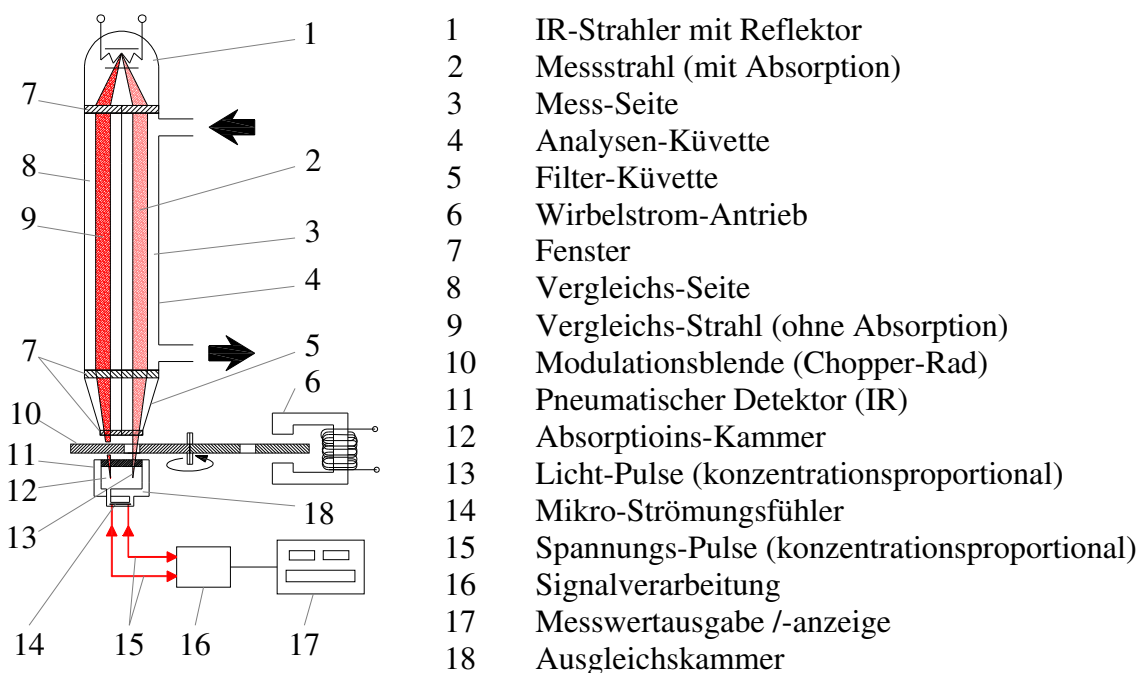 1
7
8
2
9
3
4
7
5
6
10
11
12
13
18
14
15
16
17
1 IR-Strahler mit Reflektor
2 Messstrahl (mit Absorption)
3 Mess-Seite
4 Analysen-Küvette
5 Filter-Küvette
6 Wirbelstrom-Antrieb
7 Fenster
8 Vergleichs-Seite
9 Vergleichs-Strahl (ohne Absorption)
10 Modulationsblende (Chopper-Rad)
11 Pneumatischer Detektor (IR)
12 Absorptioins-Kammer
13 Licht-Pulse (konzentrationsproportional)
14 Mikro-Strömungsfühler
15 Spannungs-Pulse (konzentrationsproportional)
16 Signalverarbeitung
17 Messwertausgabe /-anzeige
18 Ausgleichskammer